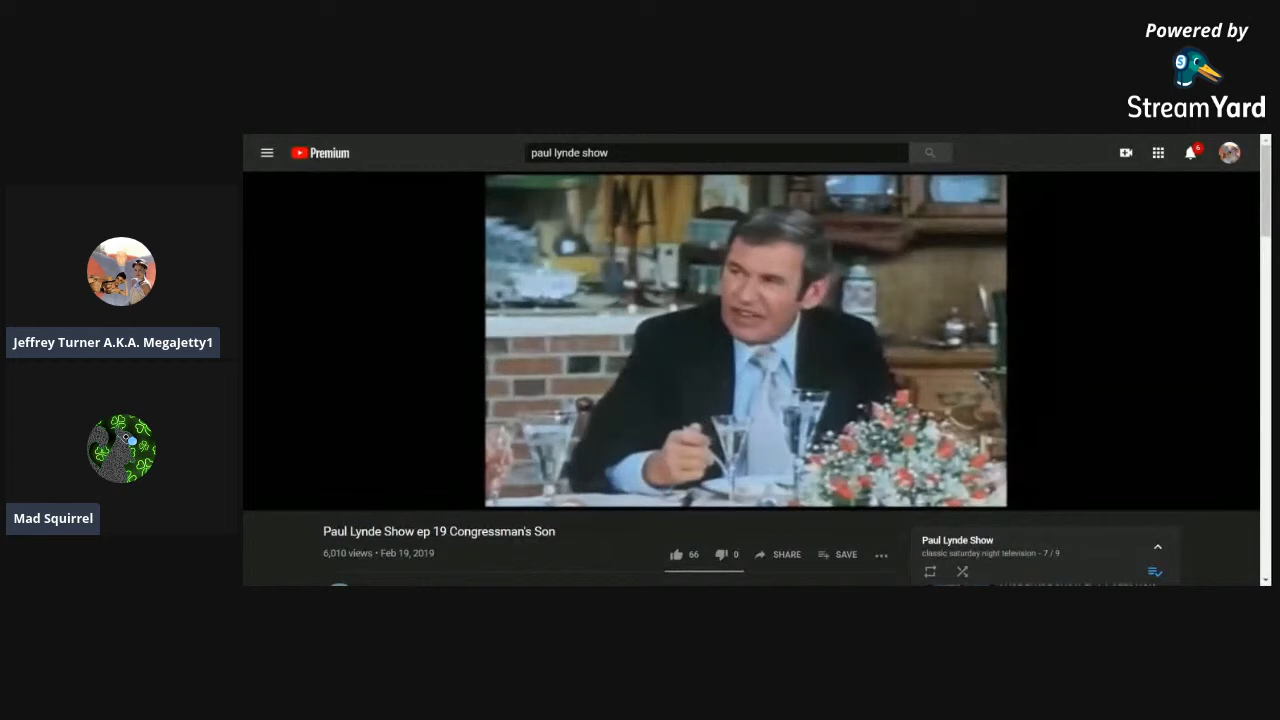 Powered by
StreamYard
Premium
paul lynde show
6
Jeffrey Turner A.K.A. MegaJetty1
Mad Squirrel
Paul Lynde Show ep 19 Congressman's Son
6,010 views • Feb 19, 2019
66
0
SHARE
SAVE
Paul Lynde Show
classic saturday night television - 7 / 9